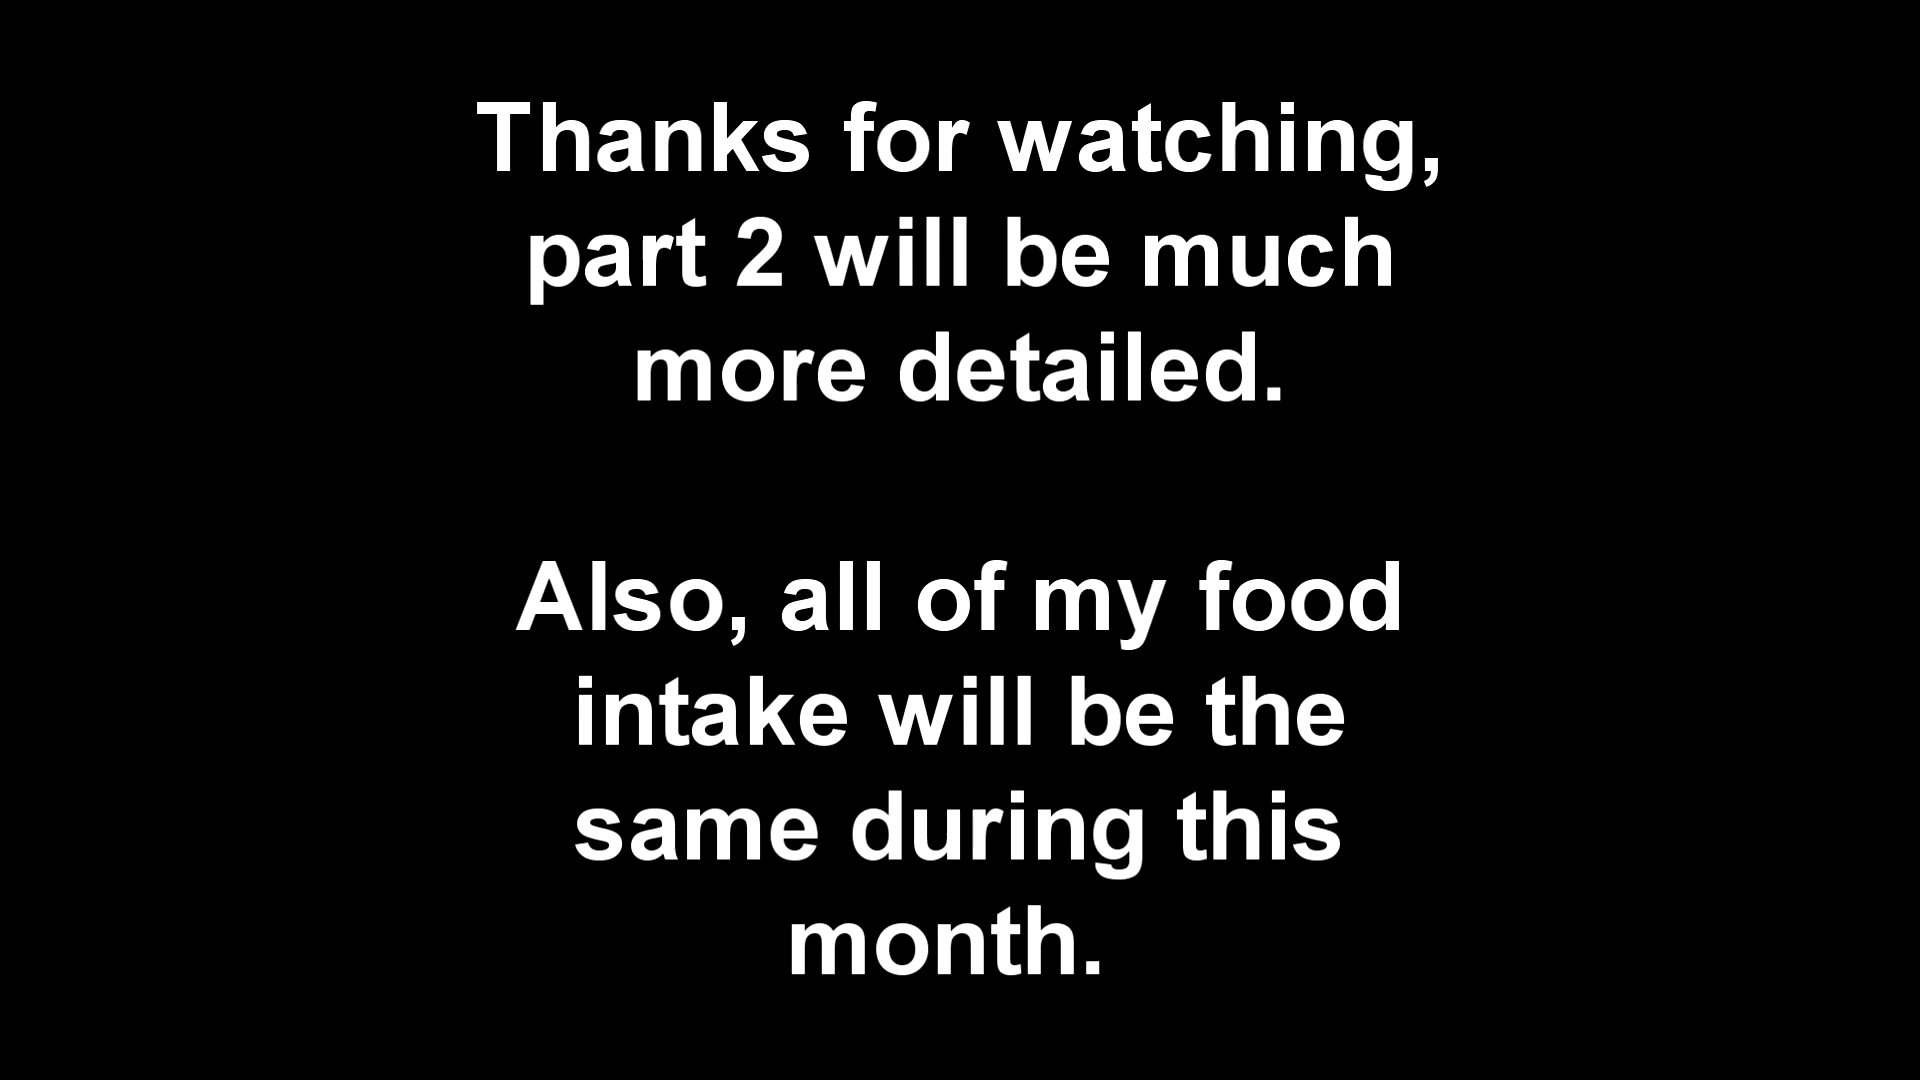 Thanks for watching,
part 2 will be much
more detailed.
Also, all of my food
intake will be the
same during this
month.